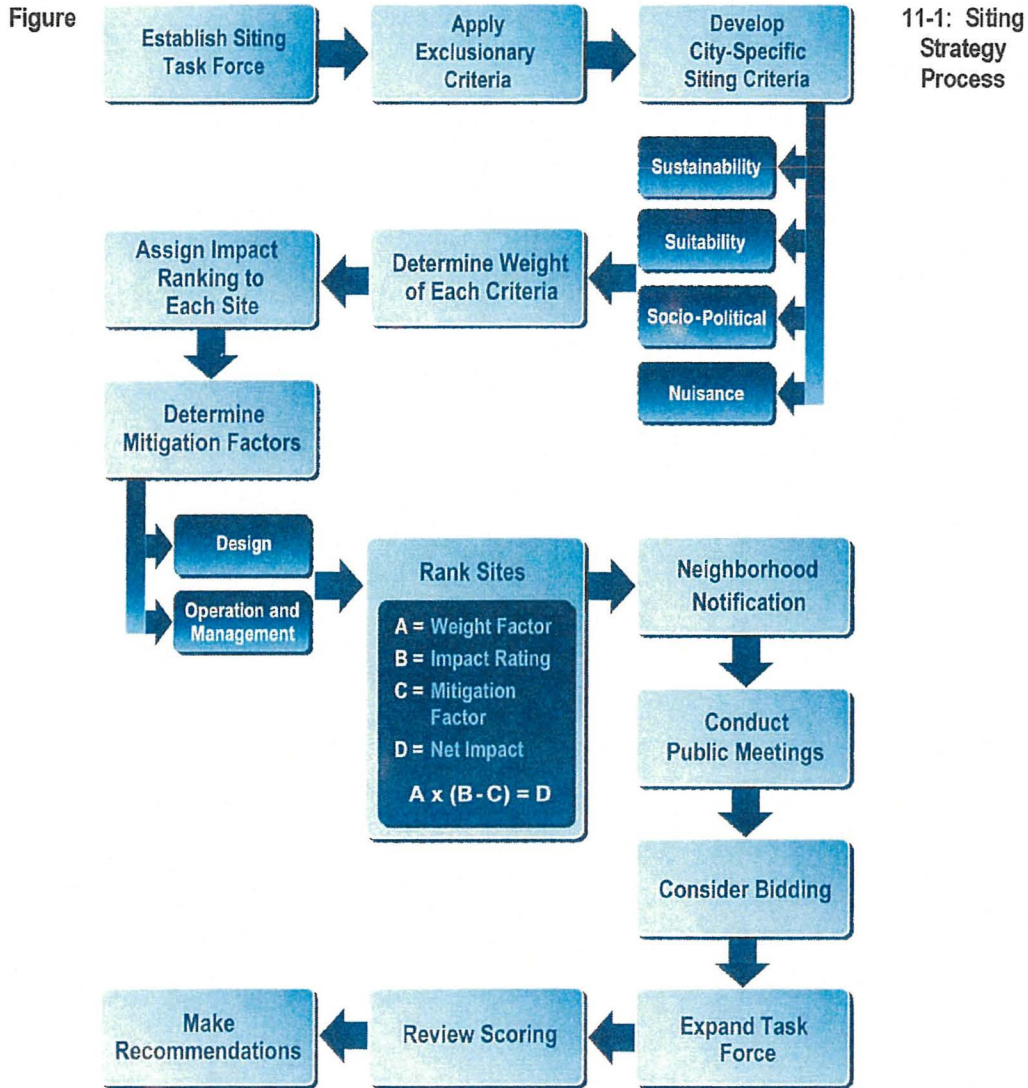 Figure 11-1: Siting
Strategy
Process
Establish Siting
Task Force
Apply
Exclusionary
Criteria
Develop
City-Specific
Siting Criteria
Sustainability
Suitability
Socio-Political
Nuisance
Determine Weight
of Each Criteria
Assign Impact
Ranking to
Each Site
Determine
Mitigation Factors
Design
Operation and
Management
Rank Sites
A = Weight Factor
B = Impact Rating
C = Mitigation
Factor
D = Net Impact
A x (B - C) = D
Neighborhood
Notification
Conduct
Public Meetings
Consider Bidding
Expand Task
Force
Review Scoring
Make
Recommendations